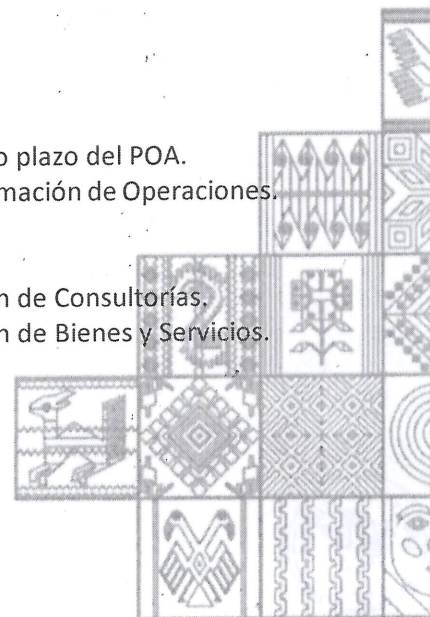 o plazo del POA.
mación de Operaciones.
n de Consultorías.
n de Bienes y Servicios.